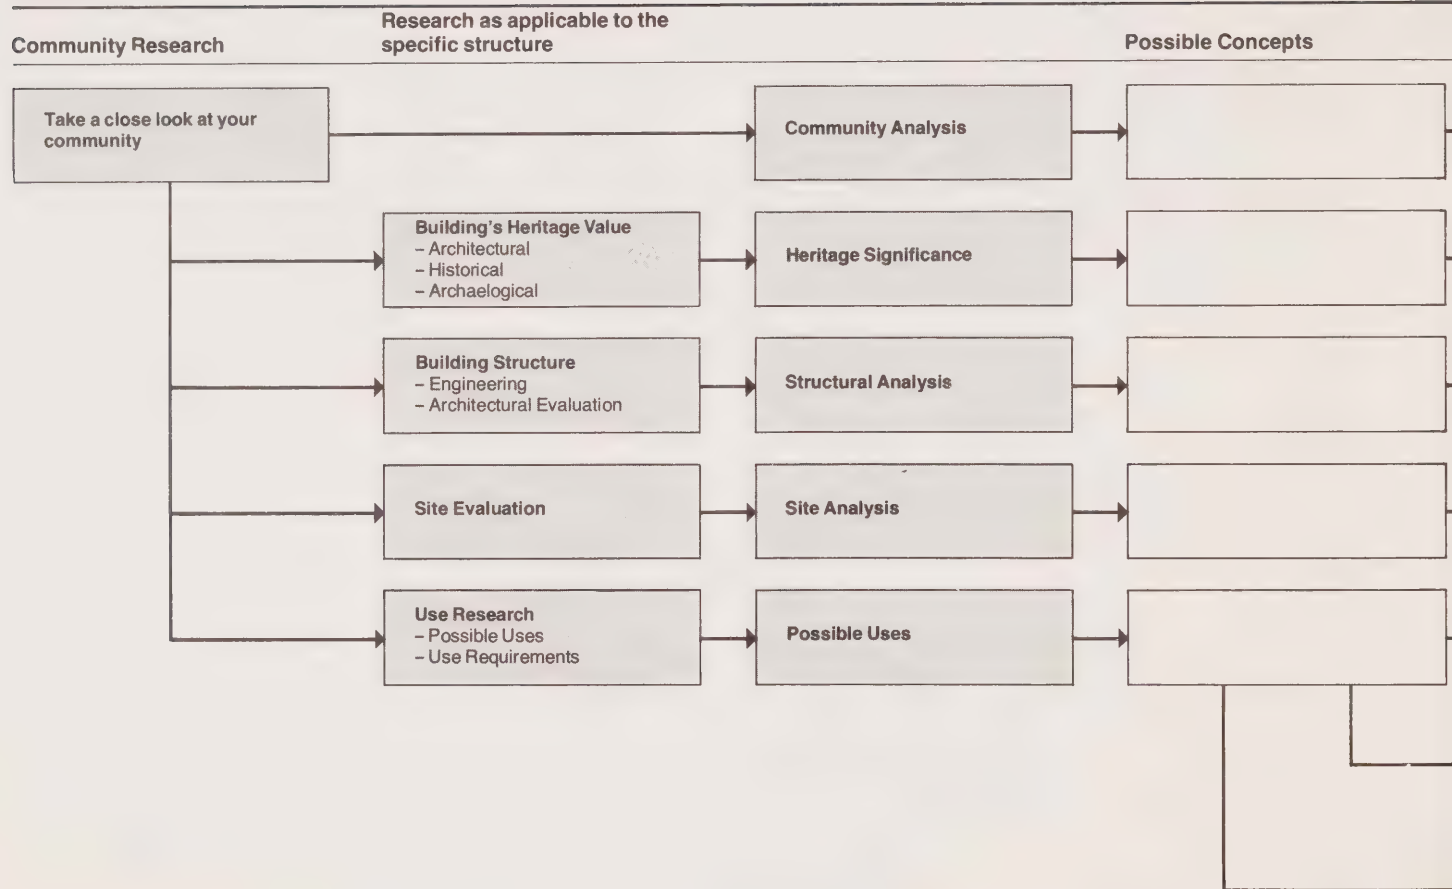 Research as applicable to the
specific structure
Community Research
Possible Concepts
Take a close look at your
community
Community Analysis
Building's Heritage Value
– Architectural
– Historical
– Archaelogical
Heritage Significance
Building Structure
– Engineering
– Architectural Evaluation
Structural Analysis
Site Evaluation
Site Analysis
Use Research
– Possible Uses
– Use Requirements
Possible Uses